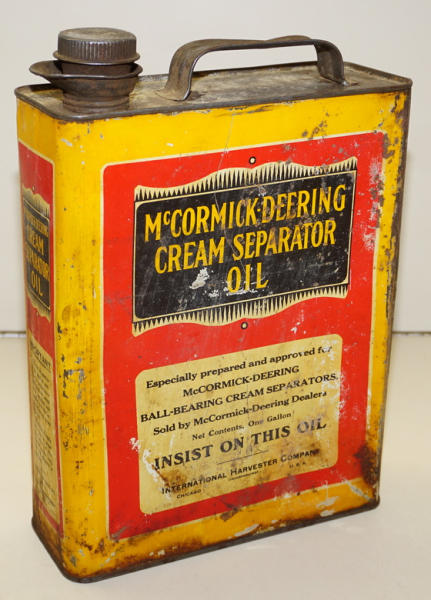 McCORMICK-DEERING
CREAM SEPARATOR
OIL
Especially prepared and approved for
McCORMICK-DEERING
BALL-BEARING CREAM SEPARATORS
Sold by McCormick-Deering Dealers
Net Contents, One Gallon
INSIST ON THIS OIL
INTERNATIONAL HARVESTER COMPANY
CHICAGO U.S.A.
CREAM
SEPARATOR
OIL